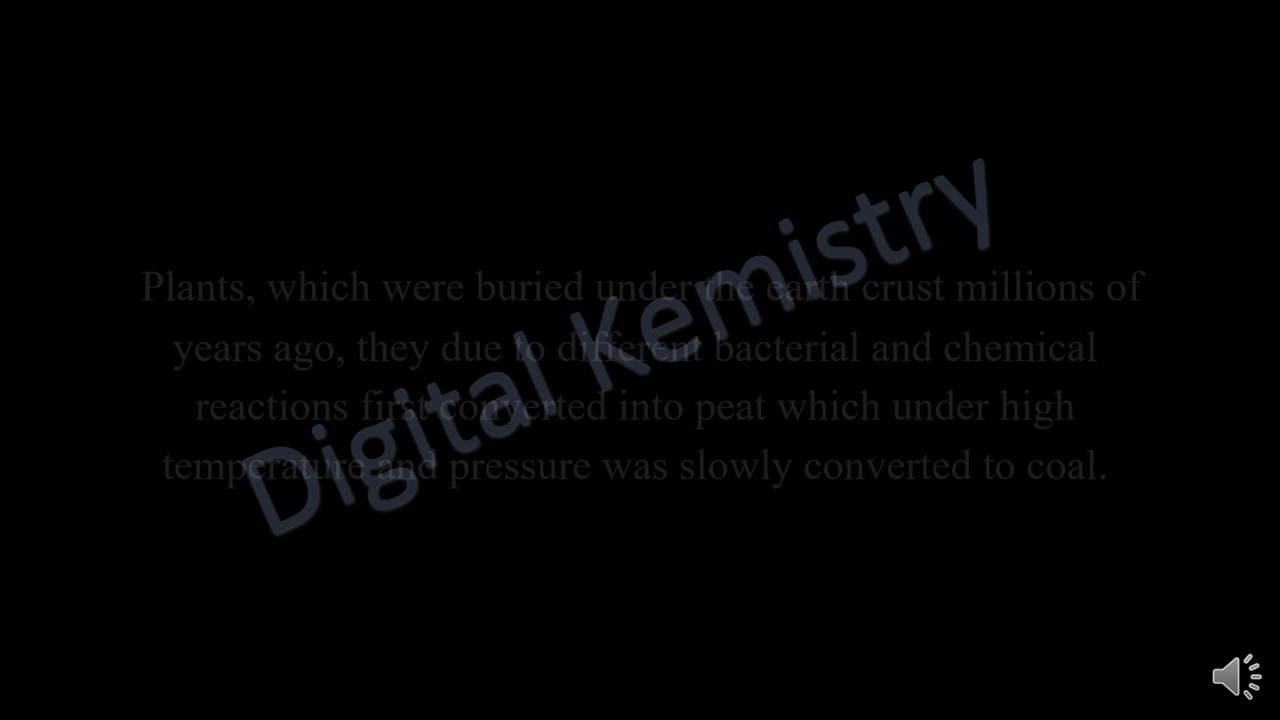 Digital Kemistry
Plants, which were buried under the earth crust millions of
years ago, they due to different bacterial and chemical
reactions first converted into peat which under high
temperature and pressure was slowly converted to coal.